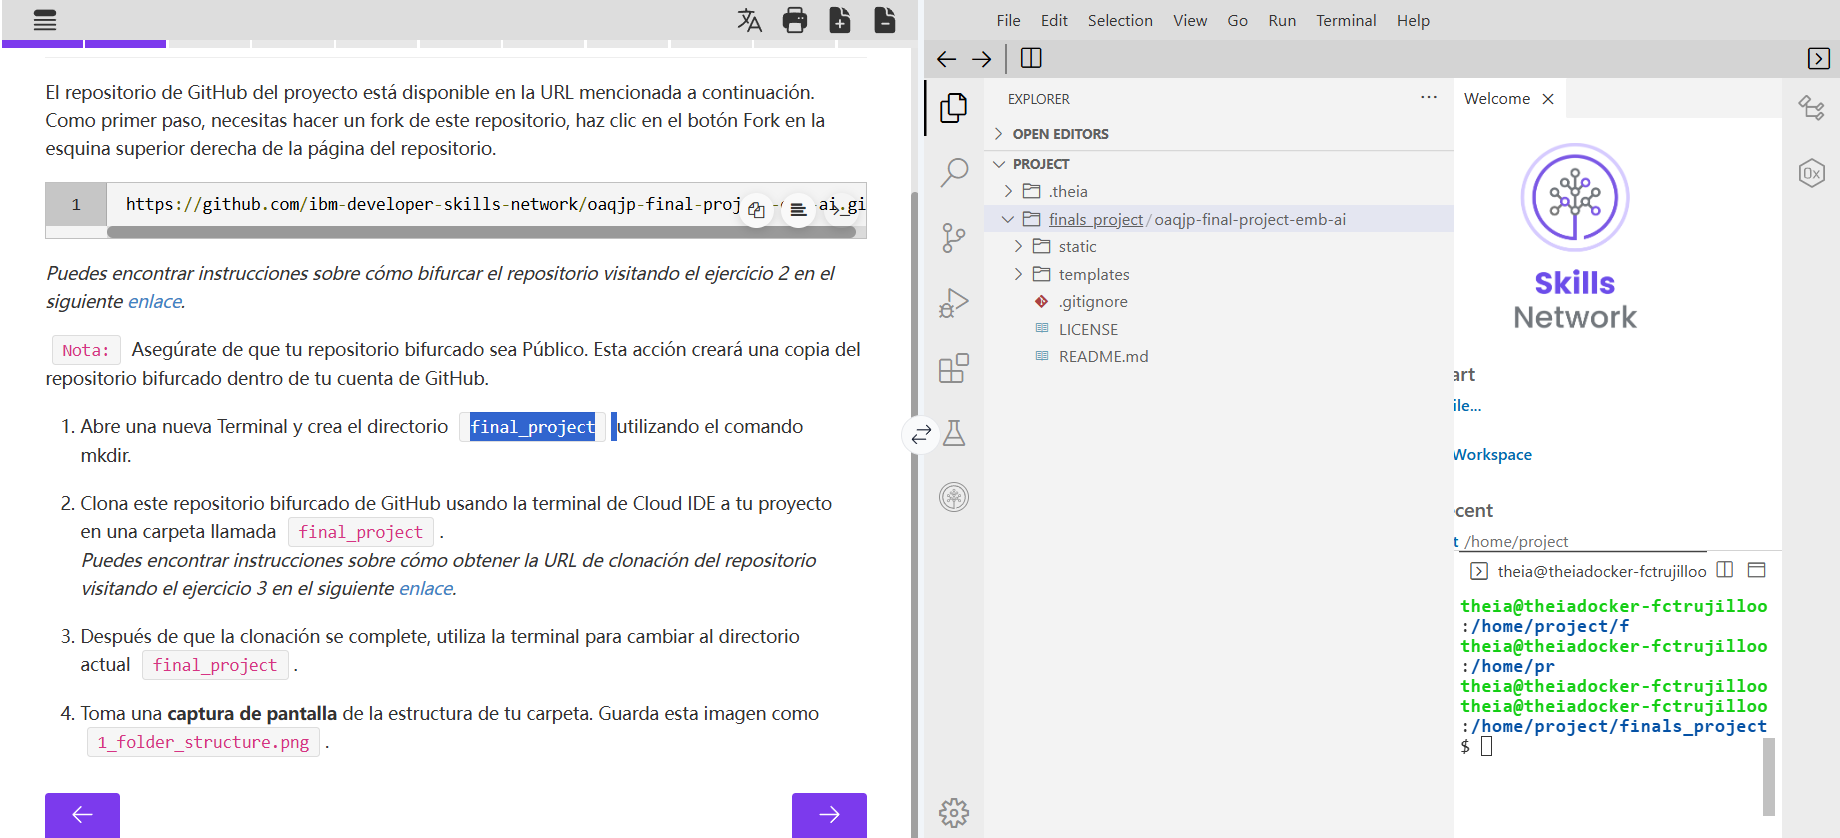 El repositorio de GitHub del proyecto está disponible en la URL mencionada a continuación.
Como primer paso, necesitas hacer un fork de este repositorio, haz clic en el botón Fork en la
esquina superior derecha de la página del repositorio.
1
https://github.com/ibm-developer-skills-network/oaqjp-final-proj
Puedes encontrar instrucciones sobre cómo bifurcar el repositorio visitando el ejercicio 2 en el
siguiente enlace.
Nota: Asegúrate de que tu repositorio bifurcado sea Público. Esta acción creará una copia del
repositorio bifurcado dentro de tu cuenta de GitHub.
1. Abre una nueva Terminal y crea el directorio final_project utilizando el comando
mkdir.
2. Clona este repositorio bifurcado de GitHub usando la terminal de Cloud IDE a tu proyecto
en una carpeta llamada final_project .
Puedes encontrar instrucciones sobre cómo obtener la URL de clonación del repositorio
visitando el ejercicio 3 en el siguiente enlace.
3. Después de que la clonación se complete, utiliza la terminal para cambiar al directorio
actual final_project .
4. Toma una captura de pantalla de la estructura de tu carpeta. Guarda esta imagen como
1_folder_structure.png .
File Edit Selection View Go Run Terminal Help
EXPLORER
OPEN EDITORS
PROJECT
.theia
finals_project / oaqjp-final-project-emb-ai
static
templates
.gitignore
LICENSE
README.md
Welcome
Skills
Network
art
ile...
Workspace
ecent
t /home/project
theia@theiadocker-fctrujilloo
theia@theiadocker-fctrujilloo
:/home/project/f
theia@theiadocker-fctrujilloo
:/home/pr
theia@theiadocker-fctrujilloo
theia@theiadocker-fctrujilloo
:/home/project/finals_project
$
0x